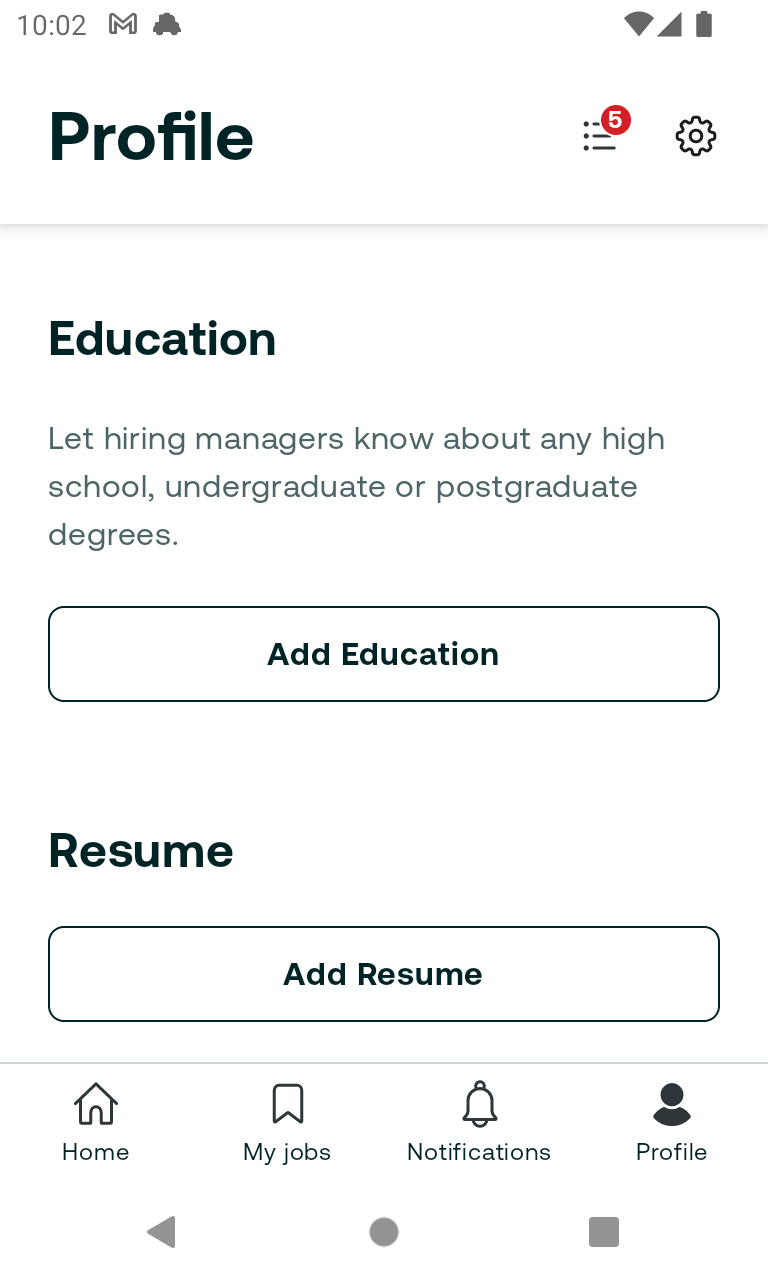 10:02
Profile
5
Education
Let hiring managers know about any high
school, undergraduate or postgraduate
degrees.
Add Education
Resume
Add Resume
Home
My jobs
Notifications
Profile